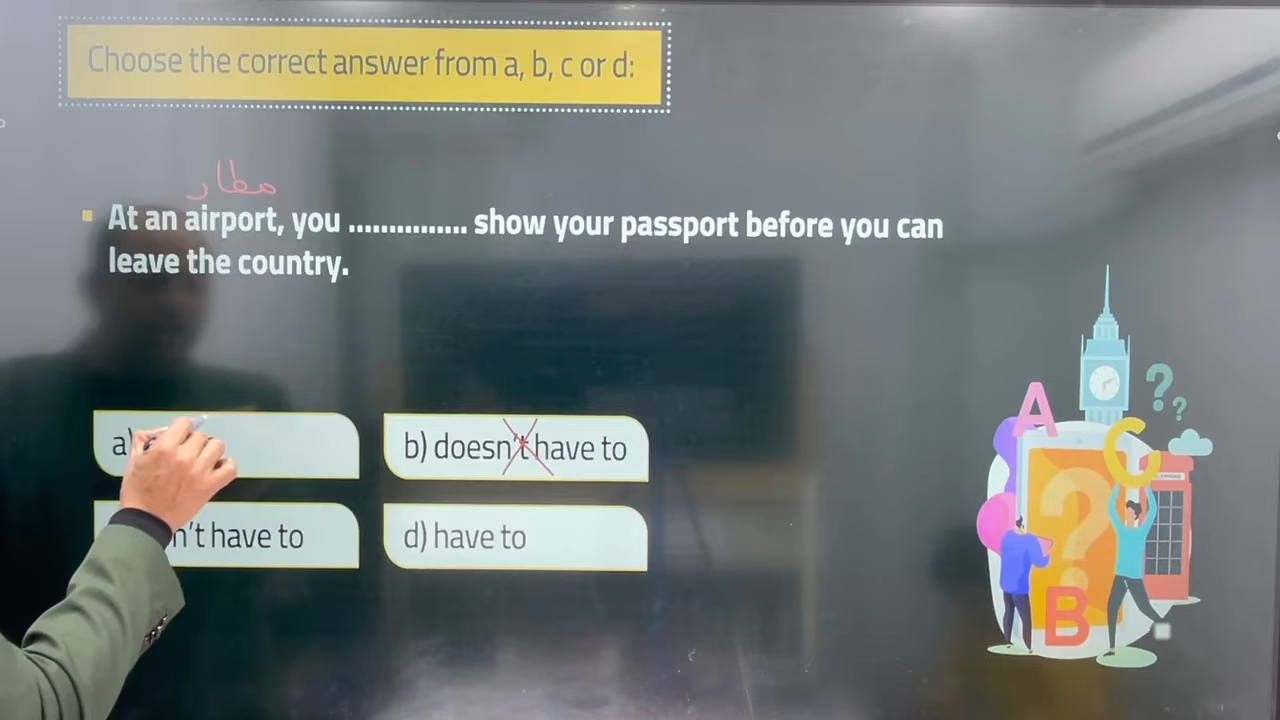 Choose the correct answer from a, b, c or d:
مطار
At an airport, you ............... show your passport before you can
leave the country.
a)
b) doesn't have to
n't have to
d) have to
A
?
?
C
?
B